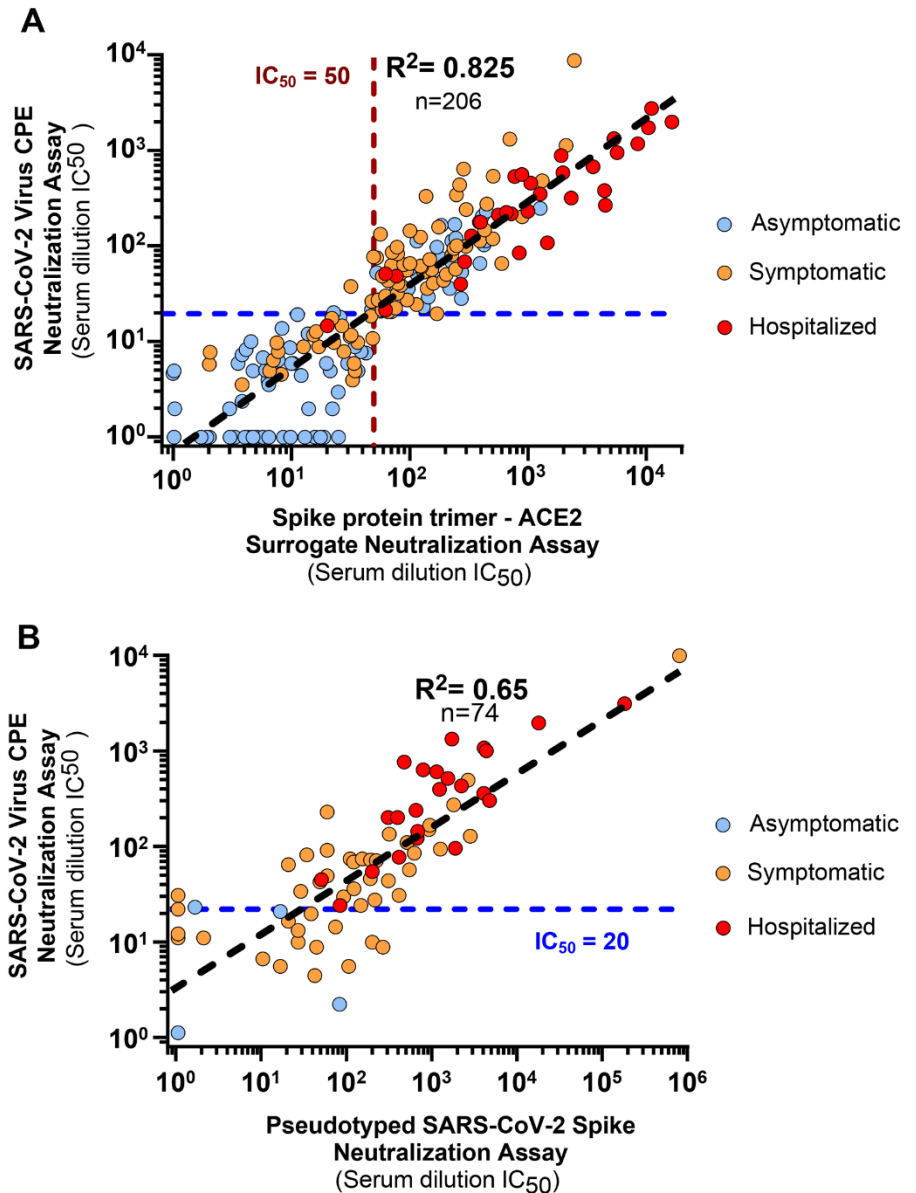 A
SARS-CoV-2 Virus CPE
Neutralization Assay
(Serum dilution IC50 )
10^4
10^3
10^2
10^1
10^0
IC50 = 50
R2= 0.825
n=206
Asymptomatic
Symptomatic
Hospitalized
10^0 10^1 10^2 10^3 10^4
Spike protein trimer - ACE2
Surrogate Neutralization Assay
(Serum dilution IC50)
B
SARS-CoV-2 Virus CPE
Neutralization Assay
(Serum dilution IC50 )
10^4
10^3
10^2
10^1
10^0
R2= 0.65
n=74
IC50 = 20
Asymptomatic
Symptomatic
Hospitalized
10^0 10^1 10^2 10^3 10^4 10^5 10^6
Pseudotyped SARS-CoV-2 Spike
Neutralization Assay
(Serum dilution IC50)